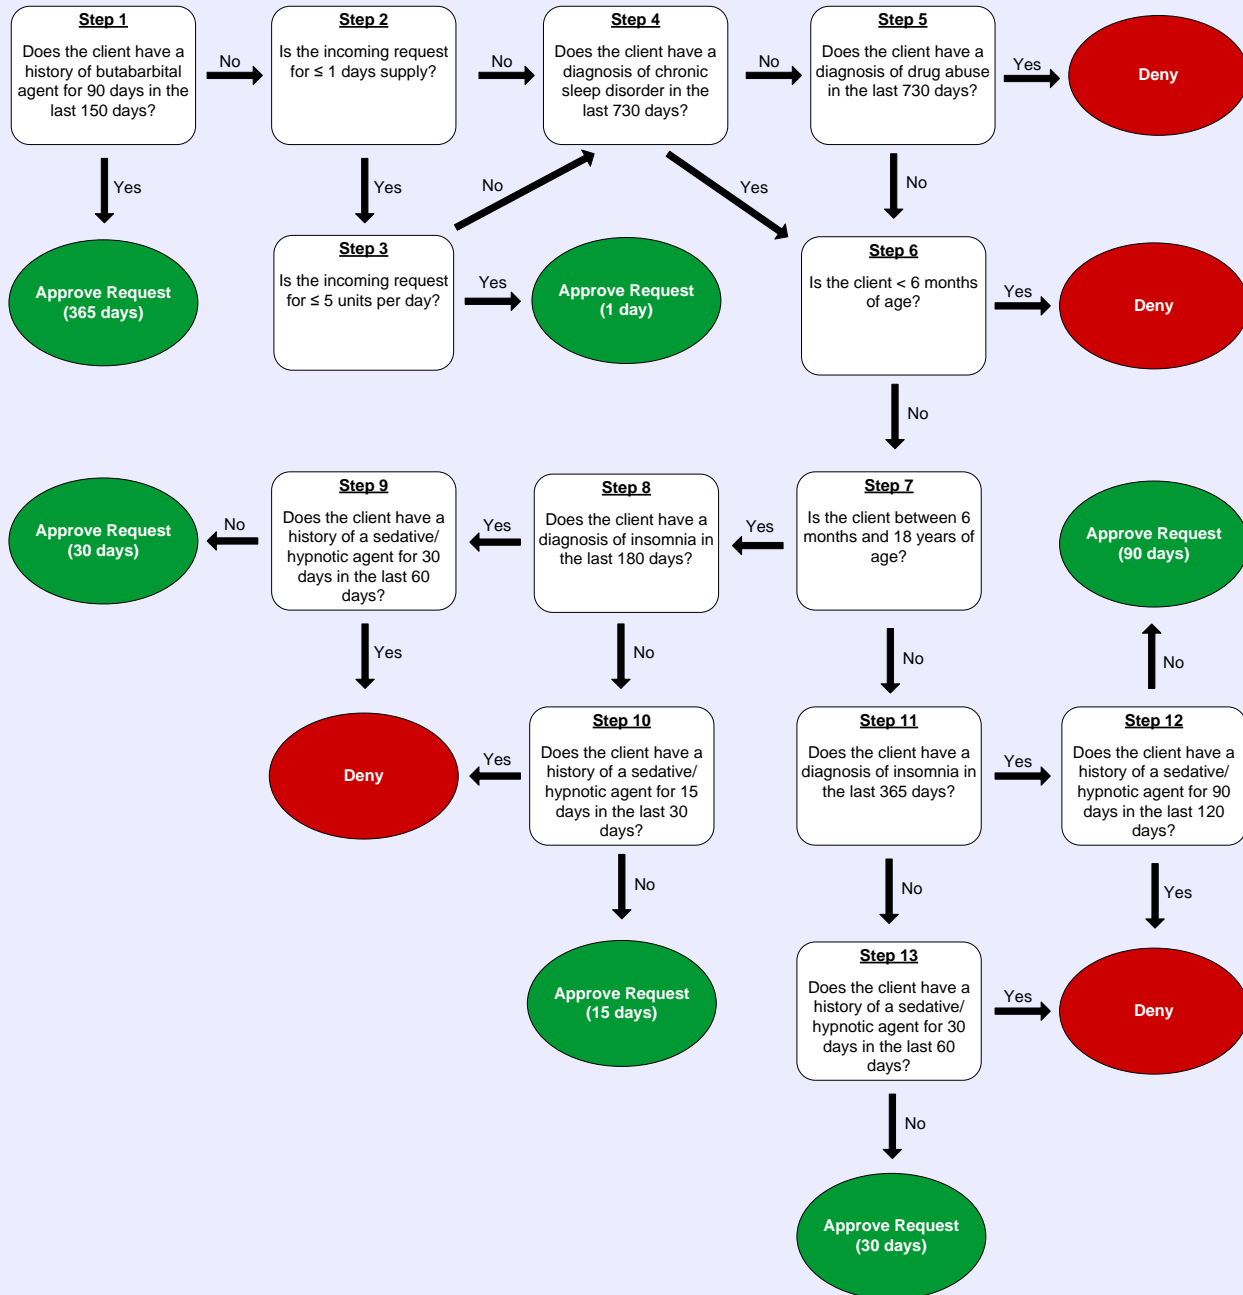 Step 1
Does the client have a
history of butabarbital
agent for 90 days in the
last 150 days?
No
Step 2
Is the incoming request
for ≤ 1 days supply?
No
Step 4
Does the client have a
diagnosis of chronic
sleep disorder in the
last 730 days?
No
Step 5
Does the client have a
diagnosis of drug abuse
in the last 730 days?
Yes
Deny
Yes
Yes
No
Yes
No
Approve Request
(365 days)
Step 3
Is the incoming request
for ≤ 5 units per day?
Yes
Approve Request
(1 day)
Step 6
Is the client < 6 months
of age?
Yes
Deny
No
Approve Request
(30 days)
No
Step 9
Does the client have a
history of a sedative/
hypnotic agent for 30
days in the last 60
days?
Yes
Step 8
Does the client have a
diagnosis of insomnia in
the last 180 days?
Yes
Step 7
Is the client between 6
months and 18 years of
age?
Approve Request
(90 days)
Yes
No
No
No
Deny
Yes
Step 10
Does the client have a
history of a sedative/
hypnotic agent for 15
days in the last 30
days?
Step 11
Does the client have a
diagnosis of insomnia in
the last 365 days?
Yes
Step 12
Does the client have a
history of a sedative/
hypnotic agent for 90
days in the last 120
days?
No
No
Yes
Approve Request
(15 days)
Step 13
Does the client have a
history of a sedative/
hypnotic agent for 30
days in the last 60
days?
Yes
Deny
No
Approve Request
(30 days)